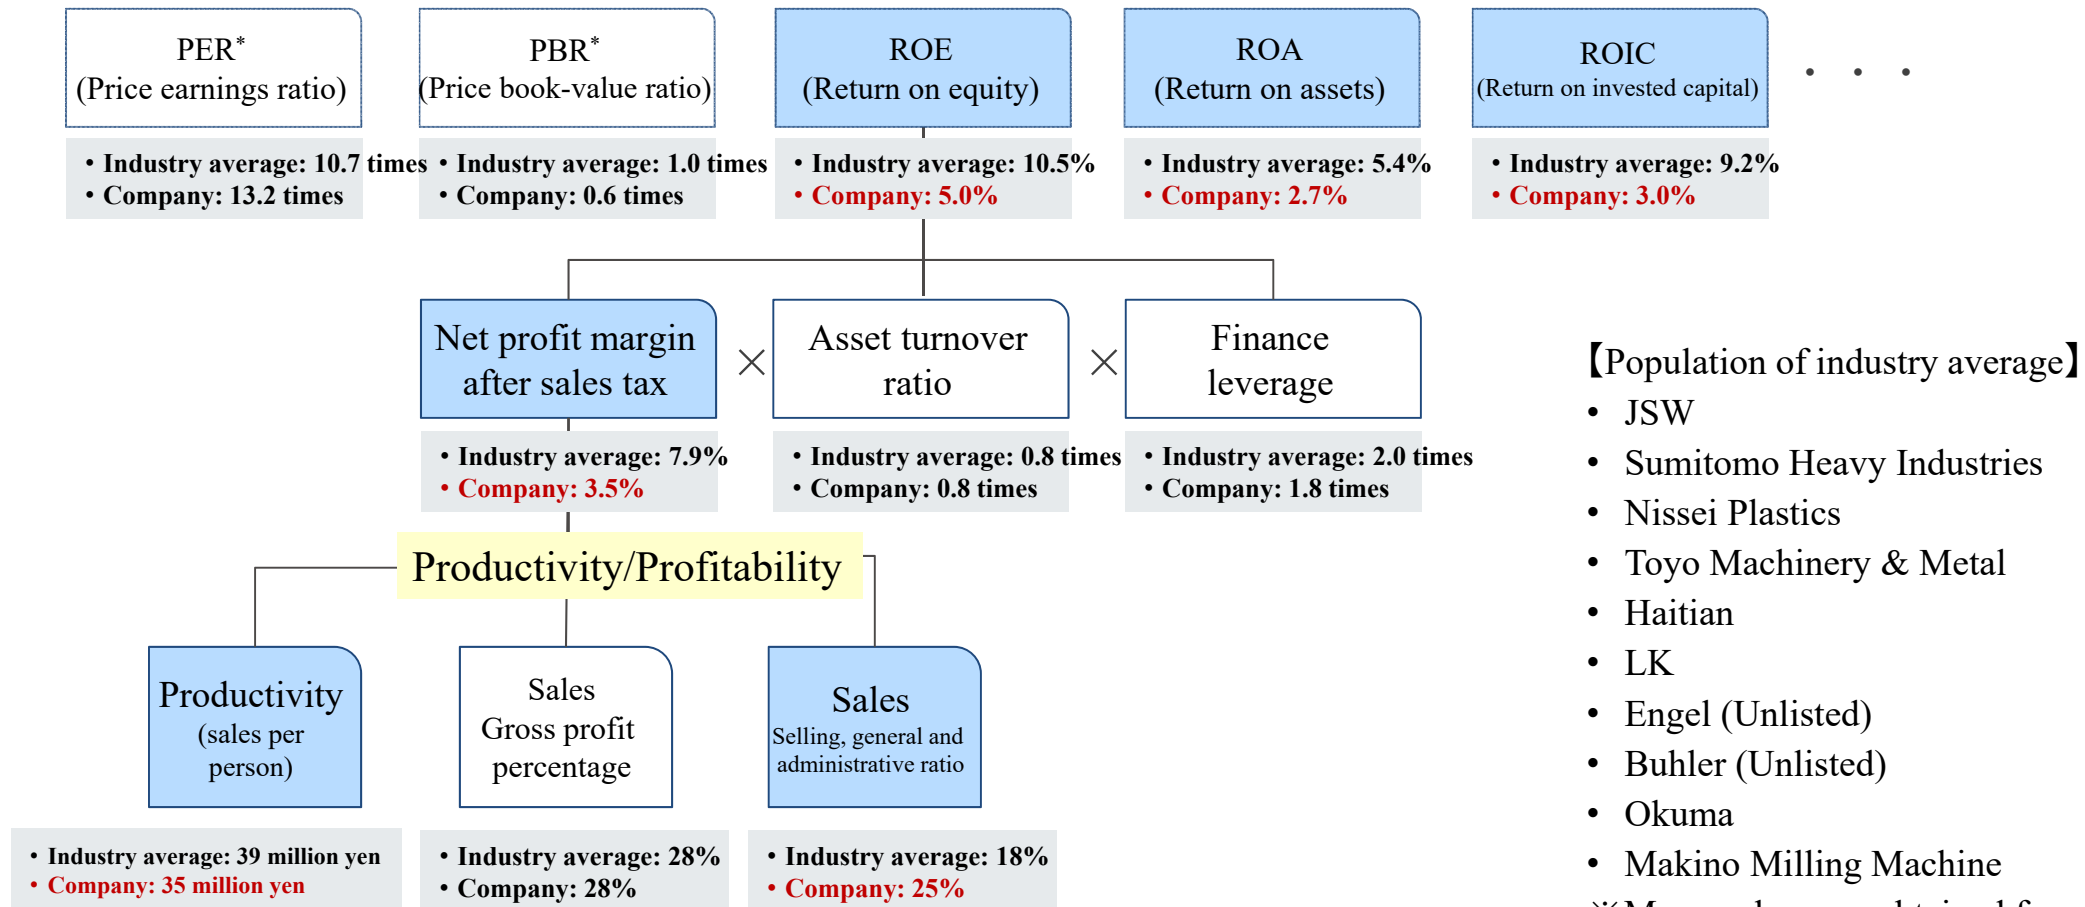 PER*
(Price earnings ratio)
• Industry average: 10.7 times
• Company: 13.2 times
PBR*
(Price book-value ratio)
• Industry average: 1.0 times
• Company: 0.6 times
ROE
(Return on equity)
• Industry average: 10.5%
• Company: 5.0%
ROA
(Return on assets)
• Industry average: 5.4%
• Company: 2.7%
ROIC
(Return on invested capital)
• Industry average: 9.2%
• Company: 3.0%
・・・
Net profit margin
after sales tax
• Industry average: 7.9%
• Company: 3.5%
×
Asset turnover
ratio
• Industry average: 0.8 times
• Company: 0.8 times
×
Finance
leverage
• Industry average: 2.0 times
• Company: 1.8 times
Productivity/Profitability
Productivity
(sales per
person)
• Industry average: 39 million yen
• Company: 35 million yen
Sales
Gross profit
percentage
• Industry average: 28%
• Company: 28%
Sales
Selling, general and
administrative ratio
• Industry average: 18%
• Company: 25%
【Population of industry average】
• JSW
• Sumitomo Heavy Industries
• Nissei Plastics
• Toyo Machinery & Metal
• Haitian
• LK
• Engel (Unlisted)
• Buhler (Unlisted)
• Okuma
• Makino Milling Machine